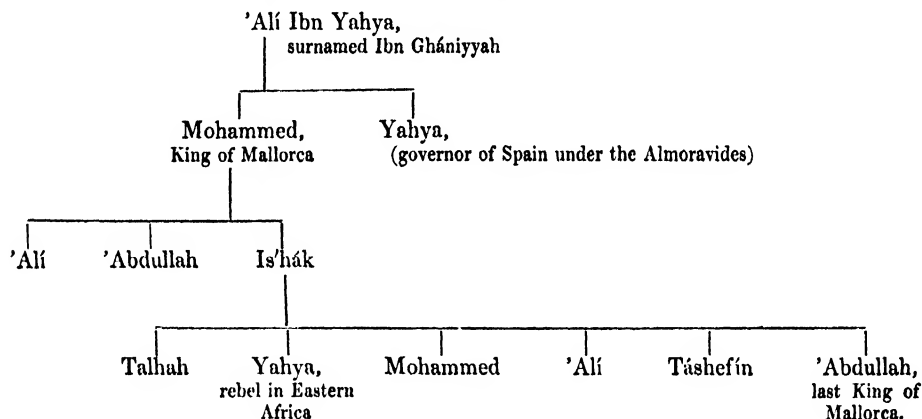 ’Alí Ibn Yahya,
surnamed Ibn Ghániyyah
Mohammed, Yahya,
King of Mallorca (governor of Spain under the Almoravides)
’Alí ’Abdullah Is’hák
Talhah Yahya, Mohammed ’Alí Táshefín ’Abdullah,
rebel in Eastern last King of
Africa Mallorca.